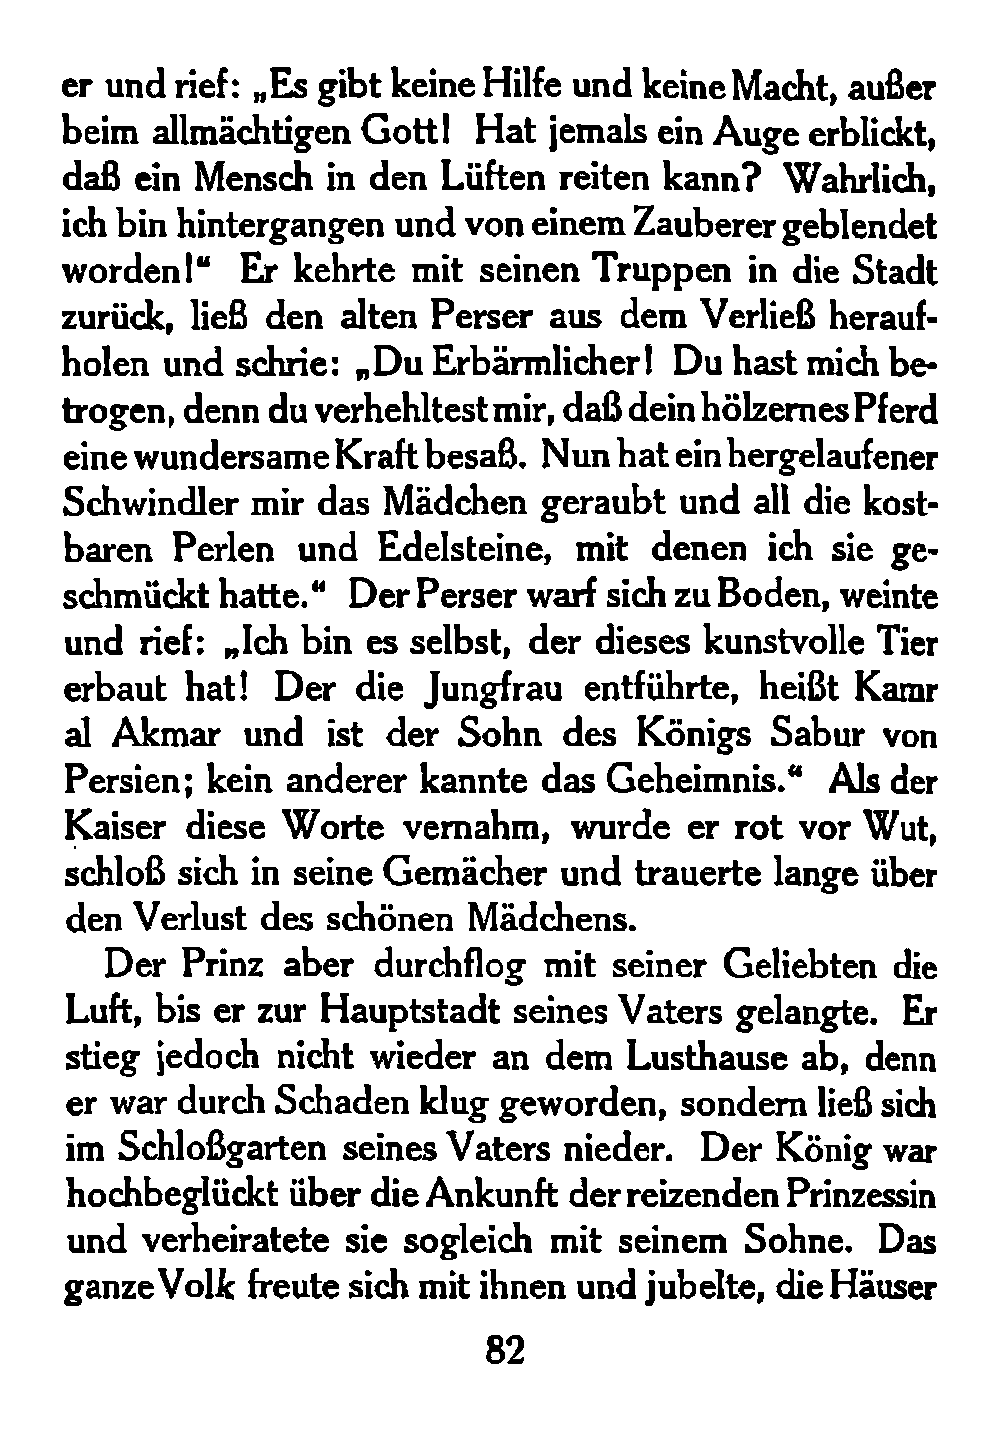 er und rief: „Es gibt keine Hilfe und keine Macht, außer
beim allmächtigen Gott! Hat jemals ein Auge erblickt,
daß ein Mensch in den Lüften reiten kann? Wahrlich,
ich bin hintergangen und von einem Zauberer geblendet
worden!“ Er kehrte mit seinen Truppen in die Stadt
zurück, ließ den alten Perser aus dem Verließ herauf-
holen und schrie: „Du Erbärmlicher! Du hast mich be-
trogen, denn du verhehltest mir, daß dein hölzernes Pferd
eine wundersame Kraft besaß. Nun hat ein hergelaufener
Schwindler mir das Mädchen geraubt und all die kost-
baren Perlen und Edelsteine, mit denen ich sie ge-
schmückt hatte.“ Der Perser warf sich zu Boden, weinte
und rief: „Ich bin es selbst, der dieses kunstvolle Tier
erbaut hat! Der die Jungfrau entführte, heißt Kamr
al Akmar und ist der Sohn des Königs Sabur von
Persien; kein anderer kannte das Geheimnis.“ Als der
Kaiser diese Worte vernahm, wurde er rot vor Wut,
schloß sich in seine Gemächer und trauerte lange über
den Verlust des schönen Mädchens.
Der Prinz aber durchflog mit seiner Geliebten die
Luft, bis er zur Hauptstadt seines Vaters gelangte. Er
stieg jedoch nicht wieder an dem Lusthause ab, denn
er war durch Schaden klug geworden, sondern ließ sich
im Schloßgarten seines Vaters nieder. Der König war
hochbeglückt über die Ankunft der reizenden Prinzessin
und verheiratete sie sogleich mit seinem Sohne. Das
ganze Volk freute sich mit ihnen und jubelte, die Häuser
82